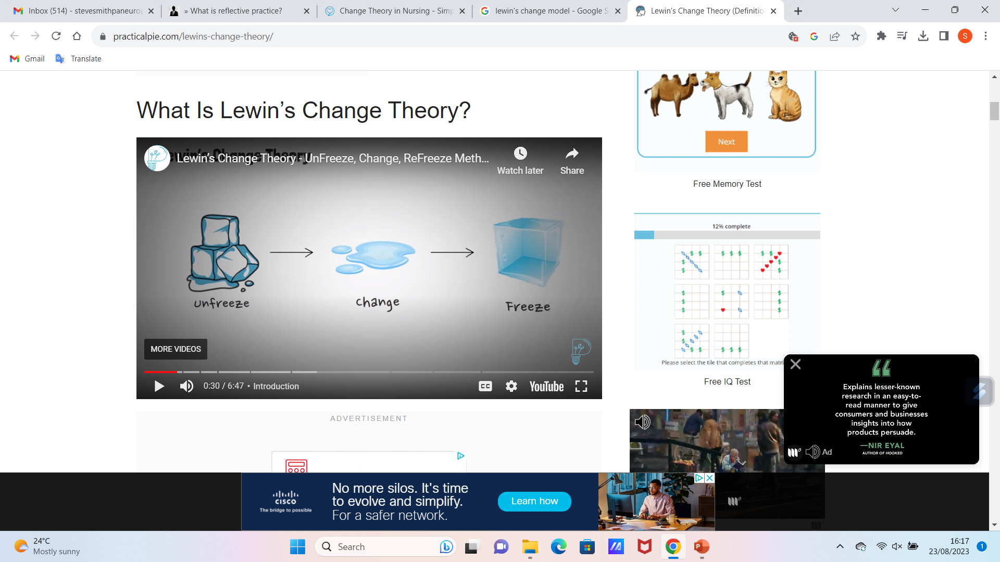 Inbox (514) - stevesmithpaneurop
» What is reflective practice?
Change Theory in Nursing - Simp
lewin's change model - Google S
Lewin’s Change Theory (Definitio
practicalpie.com/lewins-change-theory/
S
Gmail
Translate
What Is Lewin’s Change Theory?
Lewin’s Change Theory - UnFreeze, Change, ReFreeze Meth...
Watch later
Share
unfreeze
change
Freeze
MORE VIDEOS
0:30 / 6:47 • Introduction
CC
YouTube
ADVERTISEMENT
Next
Free Memory Test
12% complete
Please select the tile that completes that matri
Free IQ Test
Explains lesser-known
research in an easy-to-
read manner to give
consumers and businesses
insights into how
products persuade.
—NIR EYAL
AUTHOR OF HOOKED
Ad
CISCO
The bridge to possible
No more silos. It's time
to evolve and simplify.
For a safer network.
Learn how
24°C
Mostly sunny
Search
16:17
23/08/2023
1